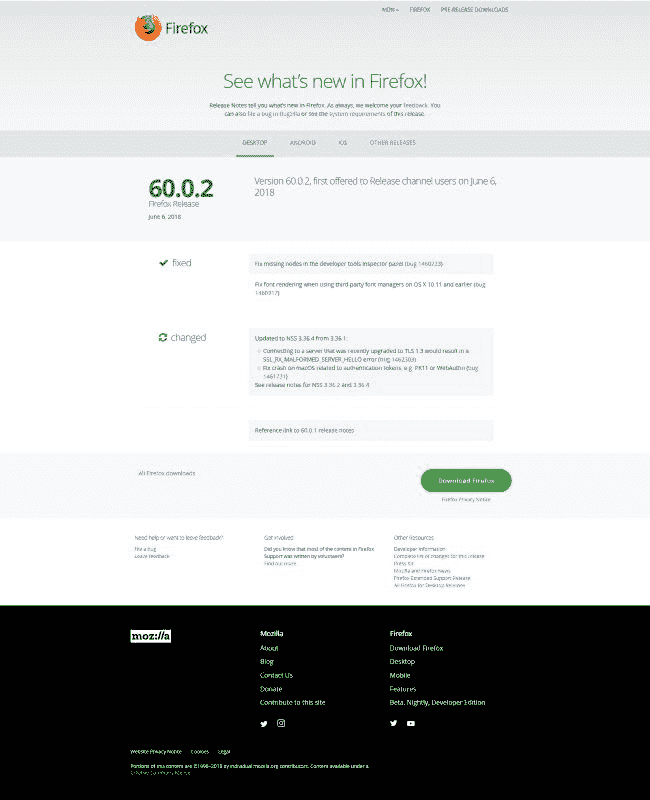 FIREFOX
PRE-RELEASE DOWNLOADS
Firefox
See what's new in Firefox!
Release Notes tell you what's new in Firefox. As always, we welcome your feedback. You
can also file a bug in Bugzilla or see the system requirements of this release.
DESKTOP
ANDROID
IOS
OTHER RELEASES
60.0.2
Firefox Release
June 6, 2018
Version 60.0.2, first offered to Release channel users on June 6,
2018
fixed
Fix missing nodes in the developer tools Inspector panel (bug 1460223)
Fix font rendering when using third-party font managers on OS X 10.11 and earlier (bug
changed
Updated to NSS 3.36.4 from 3.36.1:
Connecting to a server that was recently upgraded to TLS 1.3 would result in a
SSL_RX_MALFORMED_SERVER_HELLO error (bug
Fix crash on macOS related to authentication tokens, e.g. PK11 or WebAuthn (bug
See release notes for NSS 3.36.2 and 3.36.4
Reference link to 60.0.1 release notes
All Firefox downloads
Download Firefox
Firefox Privacy Notice
Need help or want to leave feedback?
File a bug
Leave feedback
Get involved
Did you know that most of the content in Firefox
Support was written by volunteers?
Find out more
Other Resources
Developer Information
Complete list of changes for this release
Press Kit
Mozilla and Firefox News
Firefox Extended Support Release
All Firefox for Desktop Releases
moz://a
Mozilla
About
Blog
Contact Us
Donate
Contribute to this site
Firefox
Download Firefox
Desktop
Mobile
Features
Beta, Nightly, Developer Edition
Website Privacy Notice
Cookies
Legal
Portions of this content are ©1998–2018 by individual mozilla.org contributors. Content available under a
Creative Commons license